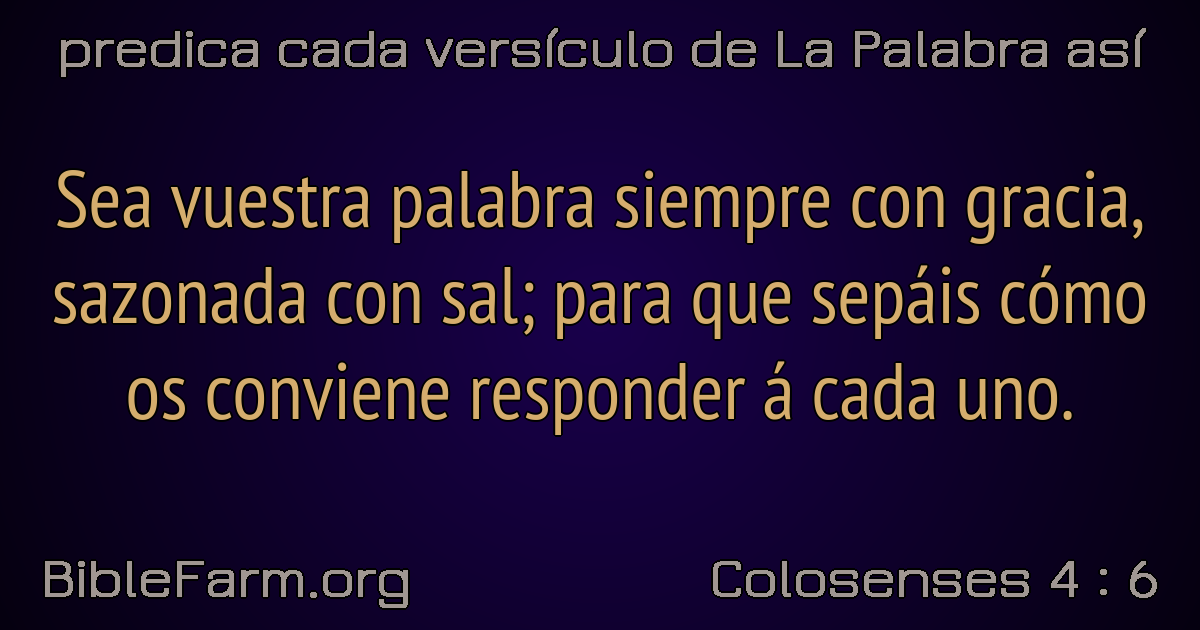 predica cada versículo de La Palabra así
Sea vuestra palabra siempre con gracia,
sazonada con sal; para que sepáis cómo
os conviene responder á cada uno.
BibleFarm.org
Colosenses 4 : 6